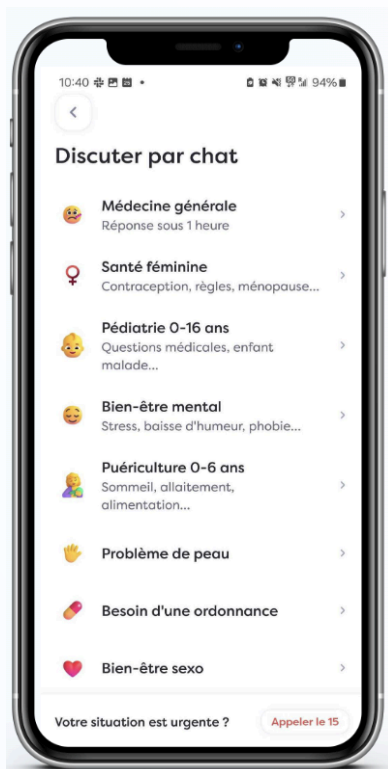 10:40
94%
Discuter par chat
Médecine générale
Réponse sous 1 heure
Santé féminine
Contraception, règles, ménopause...
Pédiatrie 0-16 ans
Questions médicales, enfant
malade...
Bien-être mental
Stress, baisse d'humeur, phobie...
Puériculture 0-6 ans
Sommeil, allaitement,
alimentation...
Problème de peau
Besoin d'une ordonnance
Bien-être sexo
Votre situation est urgente ?
Appeler le 15